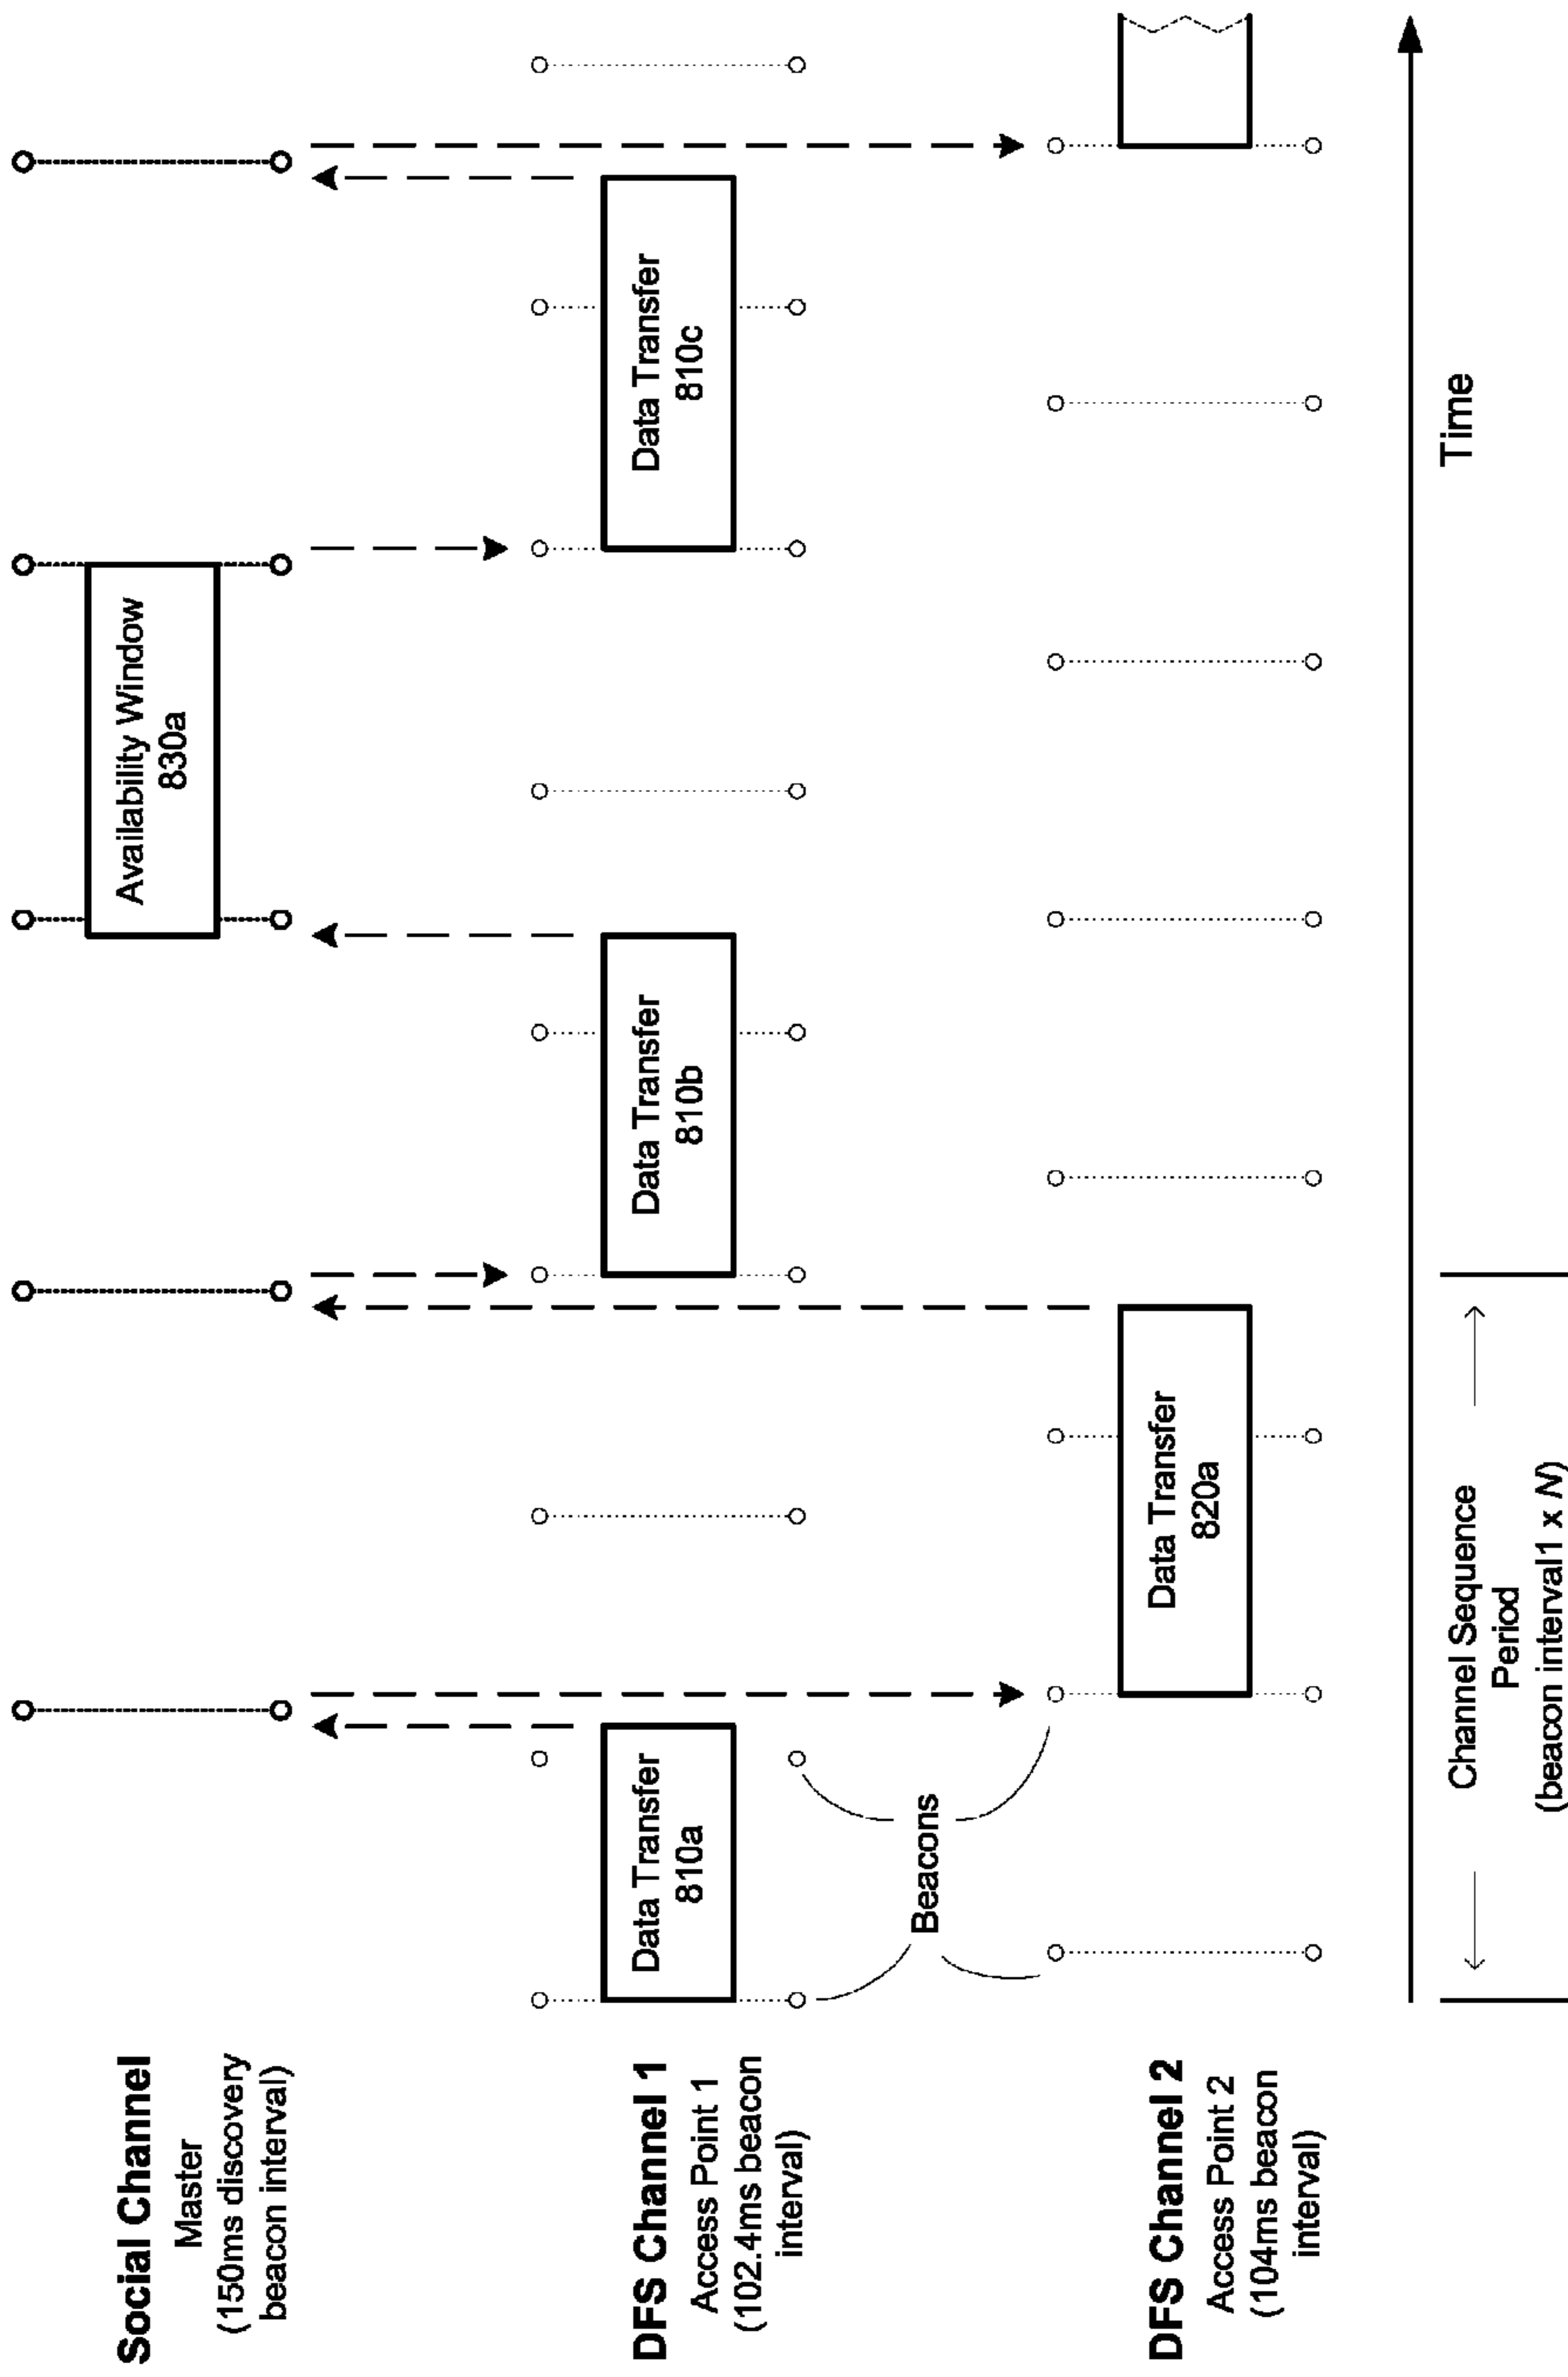 Social Channel
Master
(150ms discovery
beacon interval)
Availability Window
830a
DFS Channel 1
Access Point 1
(102.4ms beacon
interval)
Data Transfer
810a
Data Transfer
810b
Data Transfer
810c
Beacons
DFS Channel 2
Access Point 2
(104ms beacon
interval)
Data Transfer
820a
Time
Channel Sequence
Period
(beacon interval1 x N)